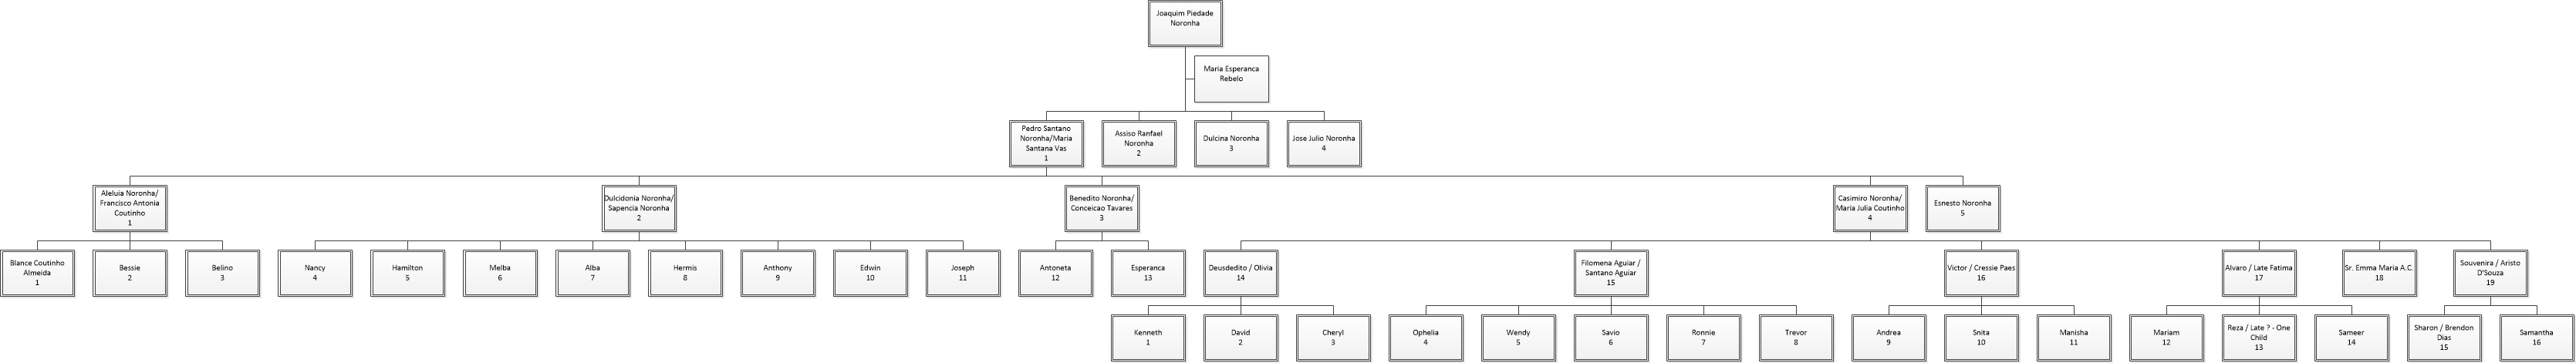 Joaquim Piedade
Noronha
Maria Esperanca
Rebelo
Pedro Santano
Noronha/Maria
Santana Vas
1
Assiso Ranfael
Noronha
2
Dulcina Noronha
3
Jose Julio Noronha
4
Aleluia Noronha/
Francisco Antonia
Coutinho
1
Dulcidonia Noronha/
Sapencia Noronha
2
Benedito Noronha/
Conceicao Tavares
3
Casimiro Noronha/
Maria Julia Coutinho
4
Esnesto Noronha
5
Blance Coutinho
Almeida
1
Bessie
2
Belino
3
Nancy
4
Hamilton
5
Melba
6
Alba
7
Hermis
8
Anthony
9
Edwin
10
Joseph
11
Antoneta
12
Esperanca
13
Deusdedito / Olivia
14
Filomena Aguiar /
Santano Aguiar
15
Victor / Cressie Paes
16
Alvaro / Late Fatima
17
Sr. Emma Maria A.C.
18
Souvenira / Aristo
D'Souza
19
Kenneth
1
David
2
Cheryl
3
Ophelia
4
Wendy
5
Savio
6
Ronnie
7
Trevor
8
Andrea
9
Snita
10
Manisha
11
Mariam
12
Reza / Late ? - One
Child
13
Sameer
14
Sharon / Brendon
Dias
15
Samantha
16